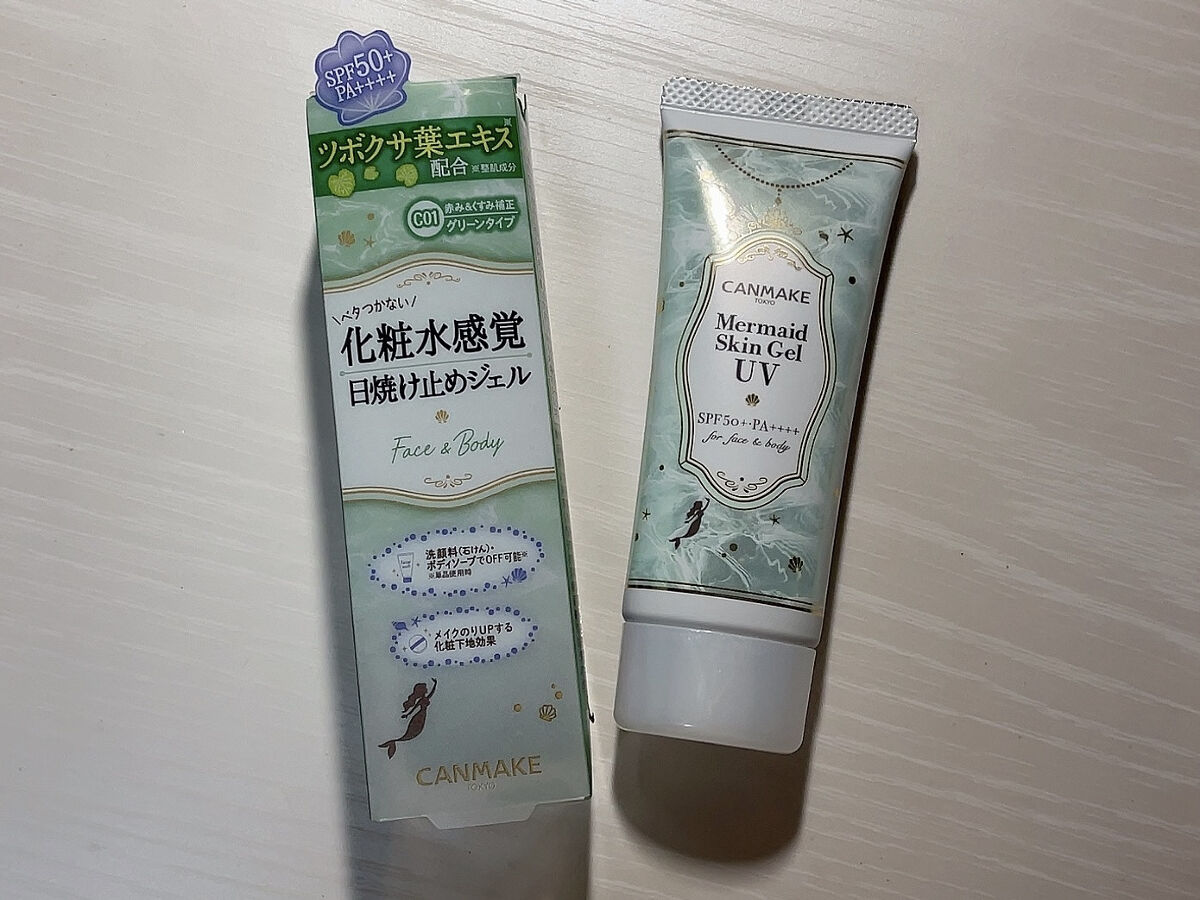 SPF50+
PA++++
ツボクサ葉エキス※
配合 ※整肌成分
C01 赤み&くすみ補正
グリーンタイプ
\ベタつかない/
化粧水感覚
日焼け止めジェル
Face & Body
洗顔料(石けん)・
ボディソープでOFF可能※
※単品使用時
メイクのりUPする
化粧下地効果
CANMAKE
TOKYO
CANMAKE
TOKYO
Mermaid
Skin Gel
UV
SPF50+・PA++++
for face & body